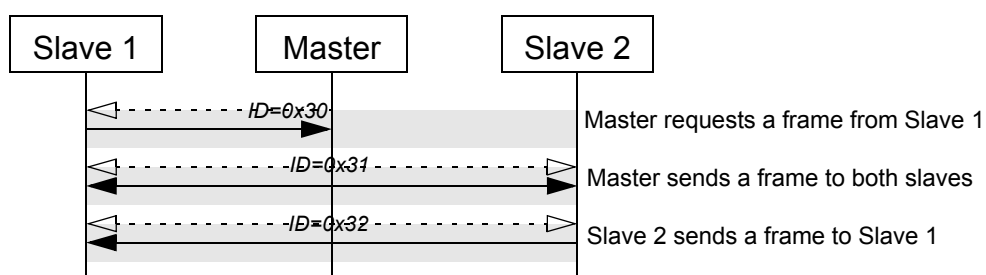 Slave 1 Master Slave 2
ID=0x30
Master requests a frame from Slave 1
ID=0x31
Master sends a frame to both slaves
ID=0x32
Slave 2 sends a frame to Slave 1